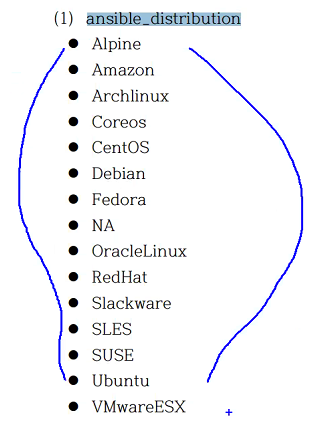 (1) ansible_distribution
● Alpine
● Amazon
● Archlinux
● Coreos
● CentOS
● Debian
● Fedora
● NA
● OracleLinux
● RedHat
● Slackware
● SLES
● SUSE
● Ubuntu
● VMwareESX